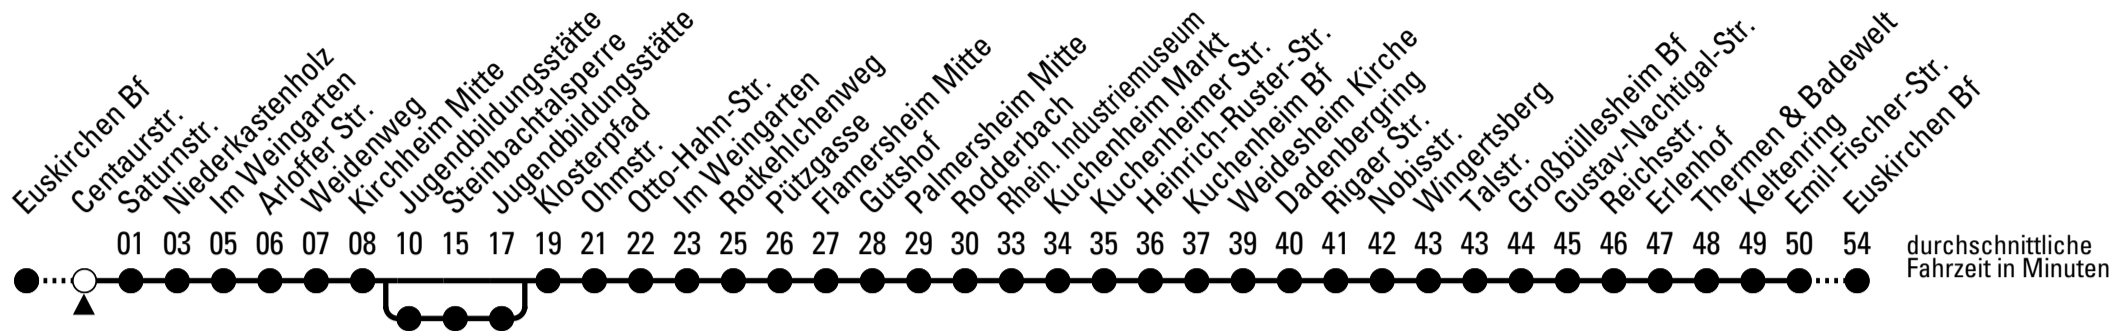 Euskirchen Bf
Centaurstr.
Saturnstr.
Niederkastenholz
Im Weingarten
Arloffer Str.
Weidenweg
Kirchheim Mitte
Jugendbildungsstätte
Steinbachtalsperre
Jugendbildungsstätte
Klosterpfad
Ohmstr.
Otto-Hahn-Str.
Im Weingarten
Rotkehlchenweg
Pützgasse
Flamersheim Mitte
Gutshof
Palmersheim Mitte
Rodderbach
Rhein. Industriemuseum
Kuchenheim Markt
Kuchenheimer Str.
Heinrich-Ruster-Str.
Kuchenheim Bf
Weidesheim Kirche
Dadenbergring
Rigaer Str.
Nobisstr.
Wingertsberg
Talstr.
Großbüllesheim Bf
Gustav-Nachtigal-Str.
Reichsstr.
Erlenhof
Thermen & Badewelt
Keltenring
Emil-Fischer-Str.
Euskirchen Bf
01 03 05 06 07 08 10 15 17 19 21 22 23 25 26 27 28 29 30 33 34 35 36 37 39 40 41 42 43 43 44 45 46 47 48 49 50 54
durchschnittliche
Fahrzeit in Minuten